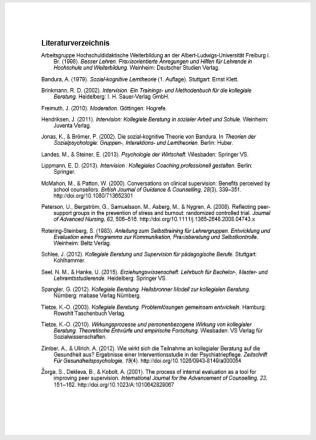 Literaturverzeichnis
Arbeitsgruppe Hochschuldidaktische Weiterbildung an der Albert-Ludwigs-Universität Freiburg i.
Br. (1998). Besser Lehren. Praxisorientierte Anregungen und Hilfen für Lehrende in
Hochschule und Weiterbildung. Weinheim: Deutscher Studien Verlag.
Bandura, A. (1979). Sozial-kognitive Lerntheorie (1. Auflage). Stuttgart: Ernst Klett.
Brinkmann, R. D. (2002). Intervision. Ein Trainings- und Methodenbuch für die kollegiale
Beratung. Heidelberg: I. H. Sauer-Verlag GmbH.
Freimuth, J. (2010). Moderation. Göttingen: Hogrefe.
Hendriksen, J. (2011). Intervision: Kollegiale Beratung in sozialer Arbeit und Schule. Weinheim:
Juventa Verlag.
Jonas, K., & Brömer, P. (2002). Die sozial-kognitive Theorie von Bandura. In Theorien der
Sozialpsychologie: Gruppen-, Interaktions- und Lerntheorien. Berlin: Huber.
Landes, M., & Steiner, E. (2013). Psychologie der Wirtschaft. Wiesbaden: Springer VS.
Lippmann, E. D. (2013). Intervision : Kollegiales Coaching professionell gestalten. Berlin:
Springer.
McMahon, M., & Patton, W. (2000). Conversations on clinical supervision: Benefits perceived by
school counsellors. British Journal of Guidance & Counselling, 28(3), 339–351.
http://doi.org/10.1080/713652301
Peterson, U., Bergström, G., Samuelsson, M., Asberg, M., & Nygren, A. (2008). Reflecting peer-
support groups in the prevention of stress and burnout: randomized controlled trial. Journal
of Advanced Nursing, 63, 506–516. http://doi.org/10.1111/j.1365-2648.2008.04743.x
Rotering-Steinberg, S. (1983). Anleitung zum Selbsttraining für Lehrergruppen. Entwicklung und
Evaluation eines Programms zur Kommunikation, Praxisberatung und Selbstkontrolle.
Weinheim: Beltz Verlag.
Schlee, J. (2012). Kollegiale Beratung und Supervision für pädagogische Berufe. Stuttgart:
Kohlhammer.
Seel, N. M., & Hanke, U. (2015). Erziehungswissenschaft. Lehrbuch für Bachelor-, Master- und
Lehramtsstudierende. Heidelberg: Springer VS.
Spangler, G. (2012). Kollegiale Beratung. Heilsbronner Modell zur kollegialen Beratung.
Nürnberg: mabase Verlag Nürnberg.
Tietze, K.-O. (2003). Kollegiale Beratung. Problemlösungen gemeinsam entwickeln. Hamburg:
Rowohlt Taschenbuch Verlag.
Tietze, K.-O. (2010). Wirkungsprozesse und personenbezogene Wirkungen von kollegialer
Beratung. Theoretische Entwürfe und empirische Forschung. Wiesbaden: VS Verlag für
Sozialwissenschaften.
Zimber, A., & Ullrich, A. (2012). Wie wirkt sich die Teilnahme an kollegialer Beratung auf die
Gesundheit aus? Ergebnisse einer Interventionsstudie in der Psychiatriepflege. Zeitschrift
Für Gesundheitspsychologie, 19(4). http://doi.org/10.1026/0943-8149/a000054
Žorga, S., Dekleva, B., & Kobolt, A. (2001). The process of internal evaluation as a tool for
improving peer supervision. International Journal for the Advancement of Counselling, 23,
151–162. http://doi.org/10.1023/A:1010642829067